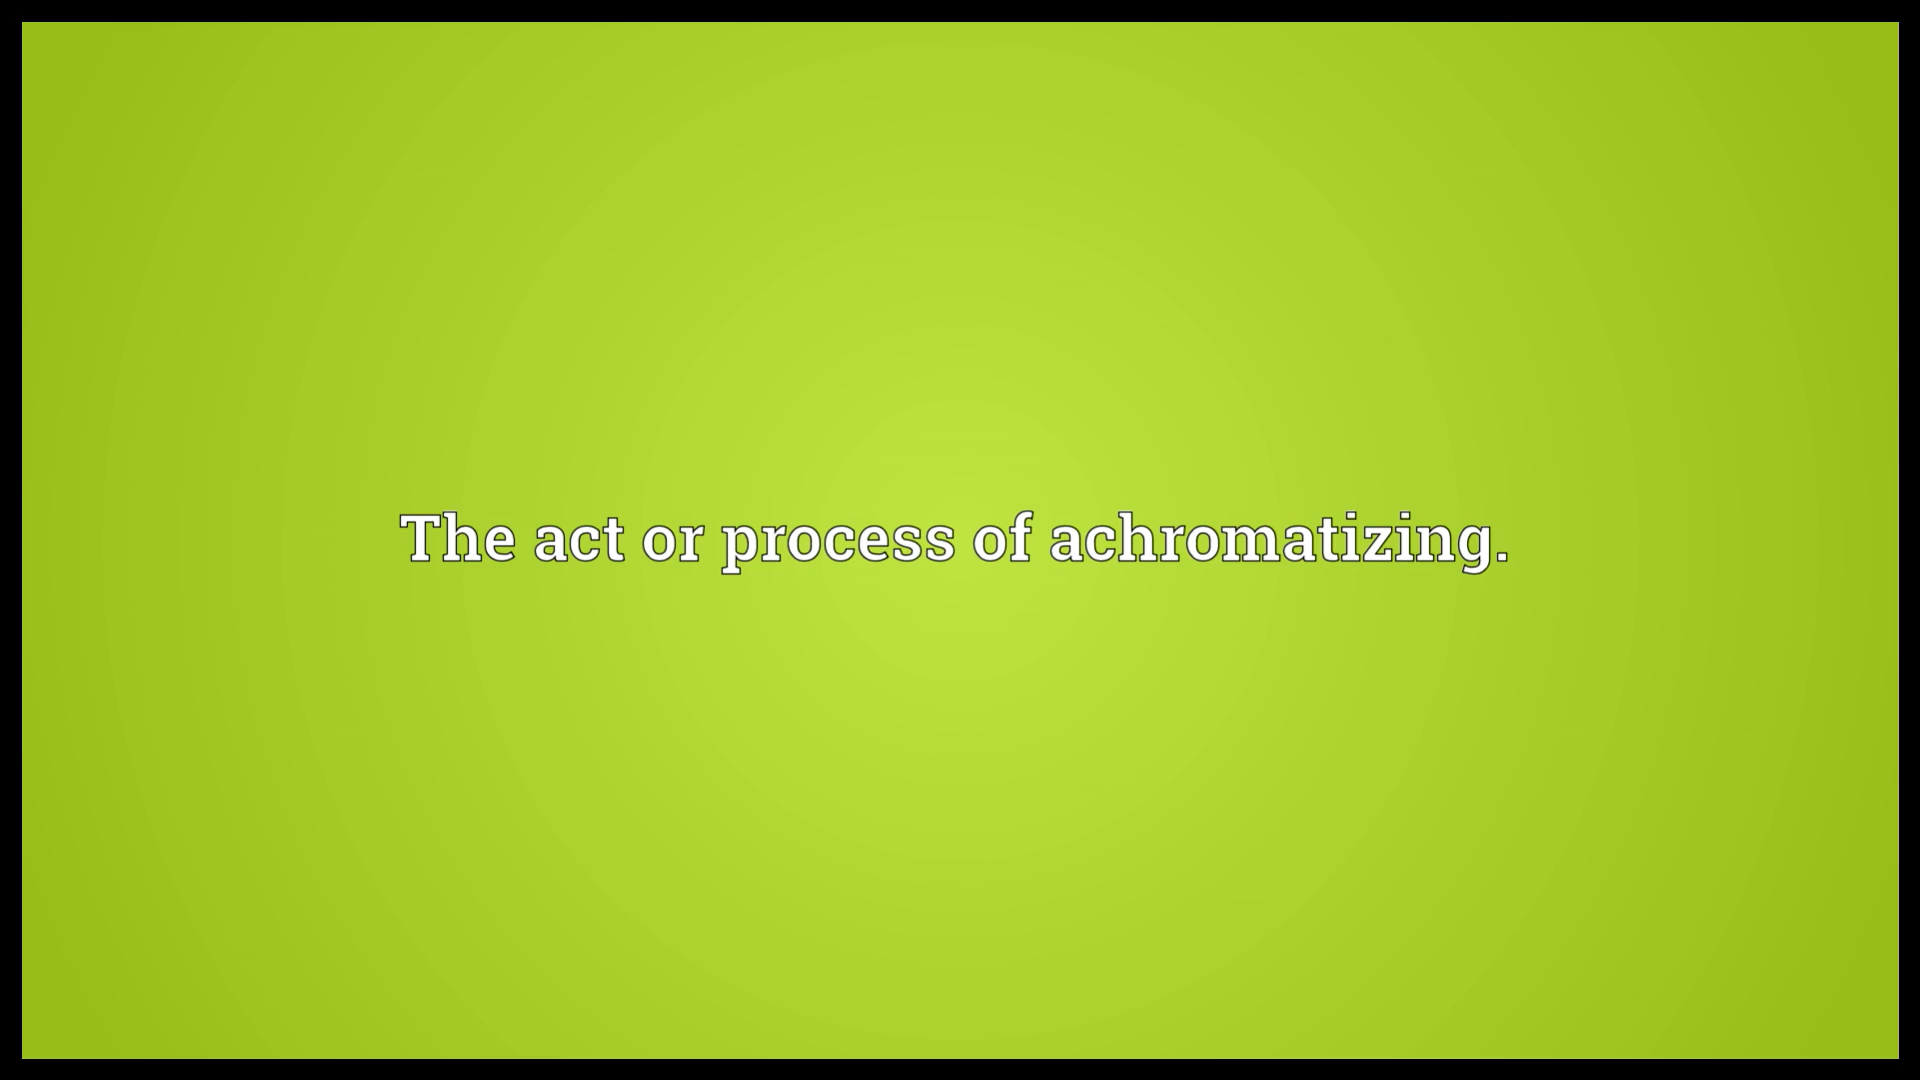 The act or process of achromatizing.